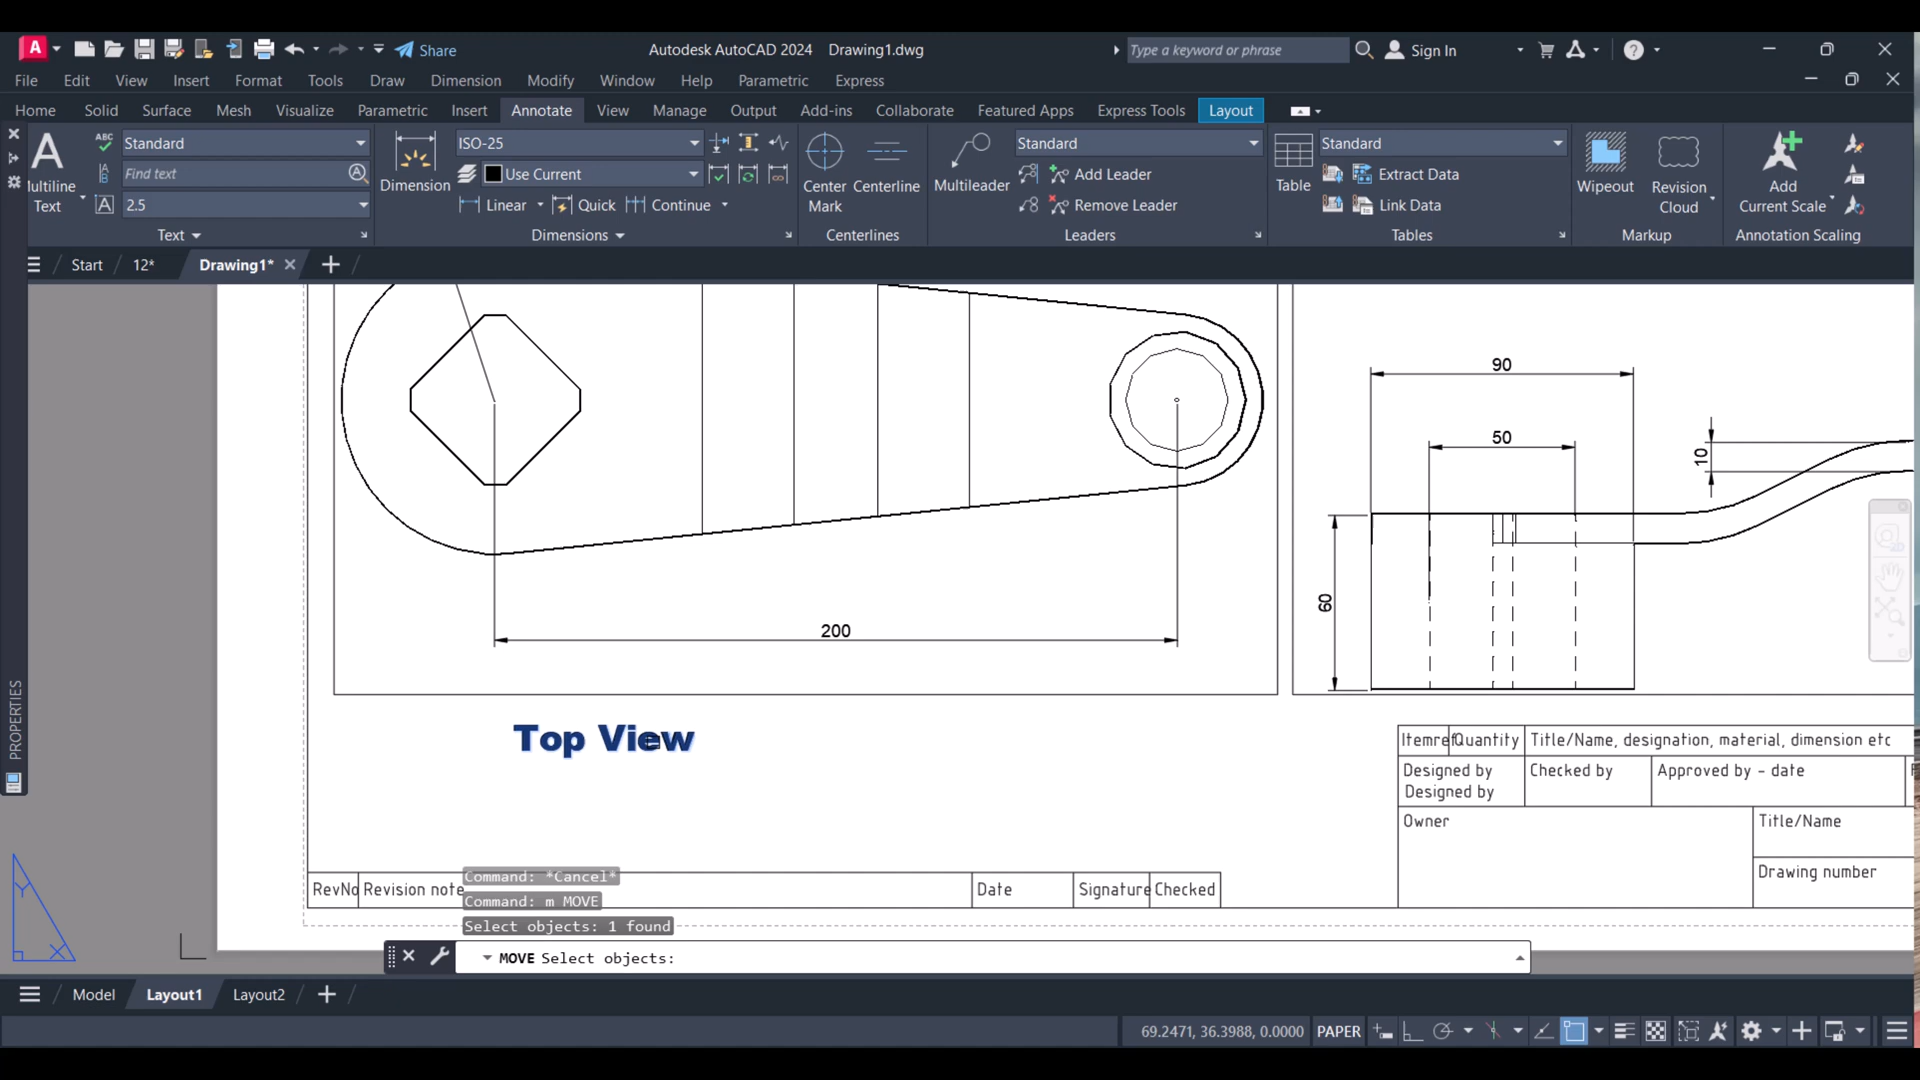 A Share Autodesk AutoCAD 2024 Drawing1.dwg Type a keyword or phrase Sign In ?
File Edit View Insert Format Tools Draw Dimension Modify Window Help Parametric Express
Home Solid Surface Mesh Visualize Parametric Insert Annotate View Manage Output Add-ins Collaborate Featured Apps Express Tools Layout
A ABC Standard ISO-25 Standard Standard
Find text Use Current Add Leader Extract Data
ultiline Dimension Center Centerline Multileader Table Wipeout Revision Add
Text 2.5 Linear Quick Continue Mark Remove Leader Link Data Cloud Current Scale
Text Dimensions Centerlines Leaders Tables Markup Annotation Scaling
Start 12* Drawing1*
90
50
10
60
200
PROPERTIES
Top View
Itemref Quantity Title/Name, designation, material, dimension etc
Designed by Checked by Approved by - date
Designed by
Owner Title/Name
Drawing number
RevNo Revision note Date Signature Checked
Command: *Cancel*
Command: m MOVE
Select objects: 1 found
Y
X
MOVE Select objects:
Model Layout1 Layout2
69.2471, 36.3988, 0.0000 PAPER